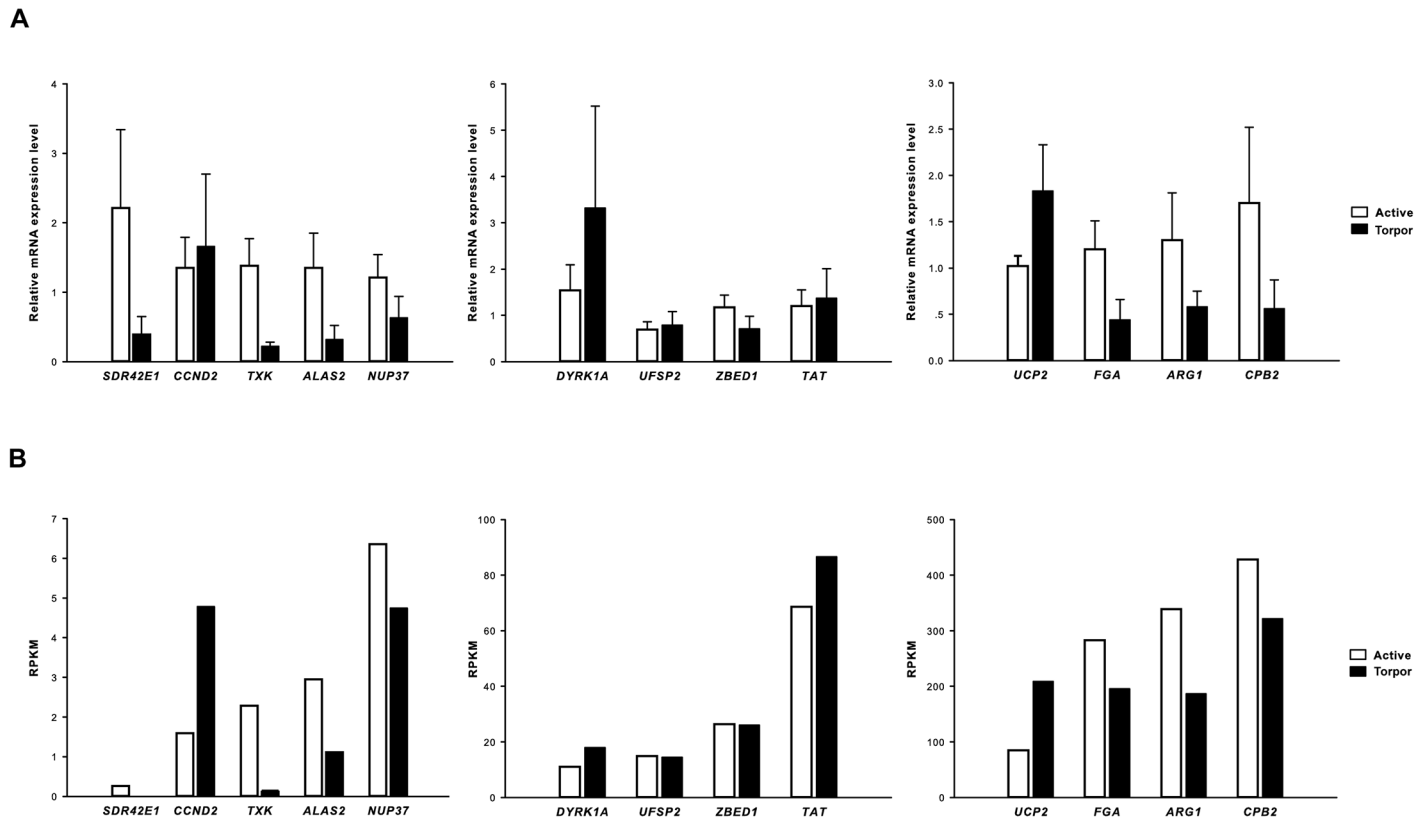 A
Relative mRNA expression level
4
3
2
1
0
SDR42E1 CCND2 TXK ALAS2 NUP37
Relative mRNA expression level
6
5
4
3
2
1
0
DYRK1A UFSP2 ZBED1 TAT
Relative mRNA expression level
3.0
2.5
2.0
1.5
1.0
.5
0.0
UCP2 FGA ARG1 CPB2
Active
Torpor
B
RPKM
7
6
5
4
3
2
1
0
SDR42E1 CCND2 TXK ALAS2 NUP37
RPKM
100
80
60
40
20
0
DYRK1A UFSP2 ZBED1 TAT
RPKM
500
400
300
200
100
0
UCP2 FGA ARG1 CPB2
Active
Torpor